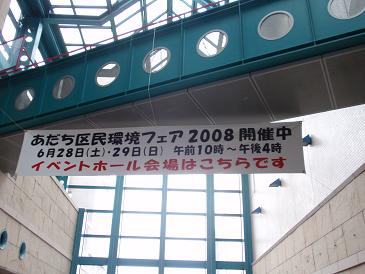 あだち区民環境フェア2008開催中
6月28日(土)・29日(日) 午前10時～午後4時
イベントホール会場はこちらです